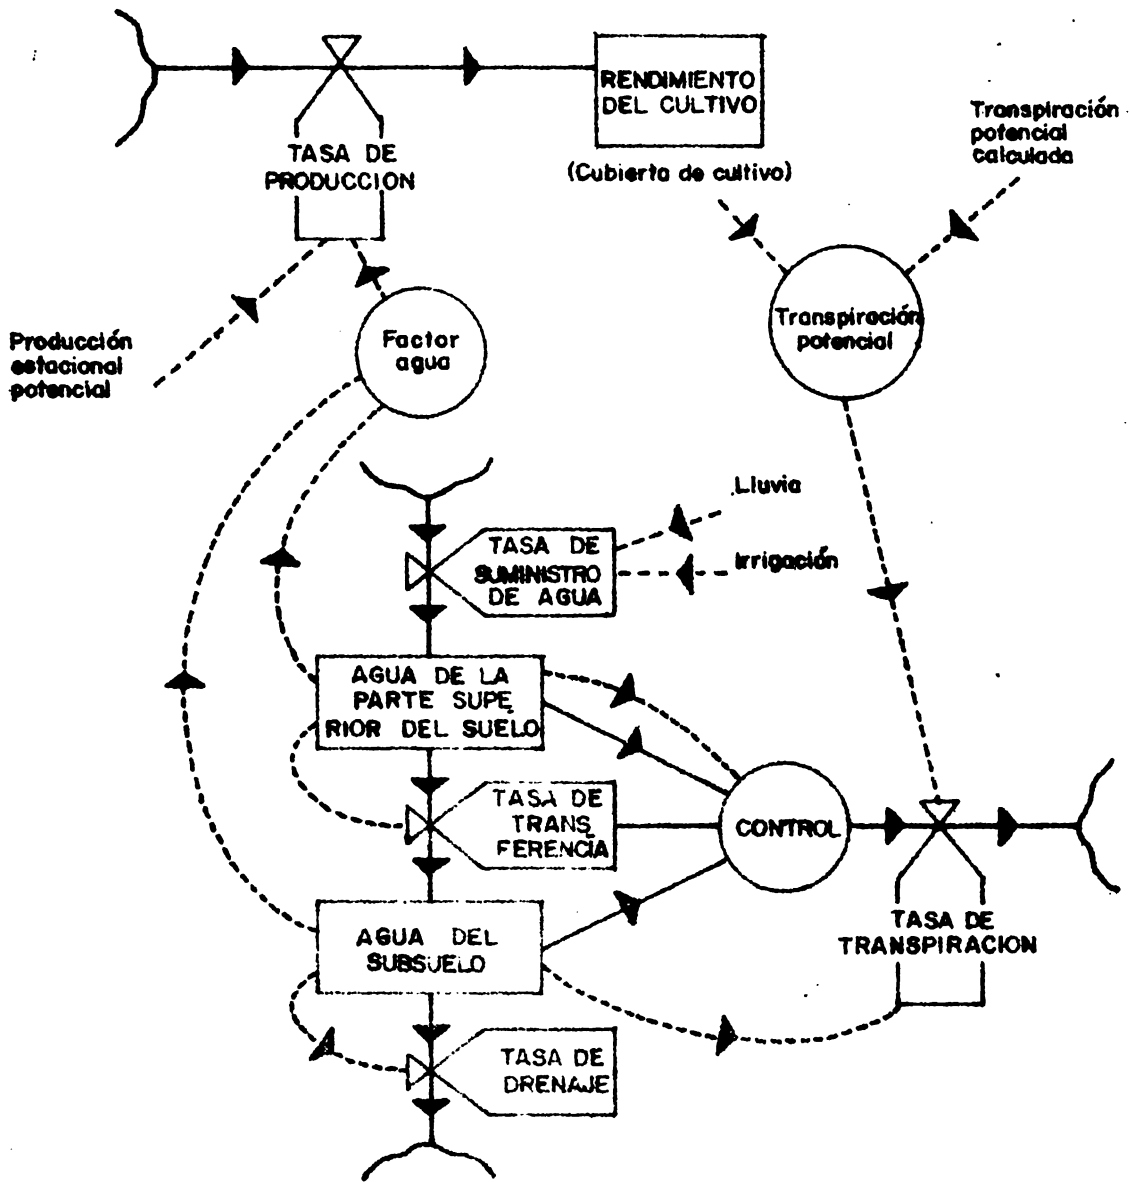 RENDIMIENTO
DEL CULTIVO
(Cubierta de cultivo)
Transpiración
potencial
calculada
TASA DE
PRODUCCION
Transpiración
potencial
Producción
estacional
potencial
Factor
agua
Lluvia
Irrigación
TASA DE
SUMINISTRO
DE AGUA
AGUA DE LA
PARTE SUPE
RIOR DEL SUELO
TASA DE
TRANS
FERENCIA
CONTROL
TASA DE
TRANSPIRACION
AGUA DEL
SUBSUELO
TASA DE
DRENAJE